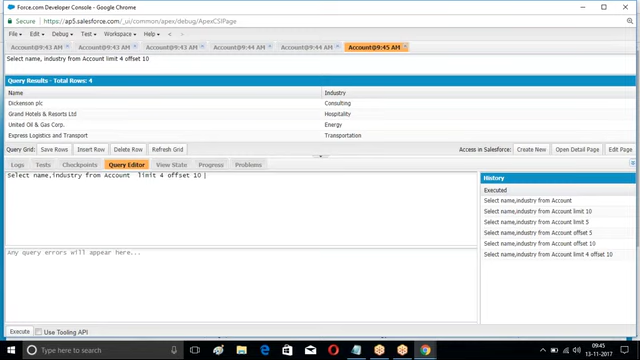 Force.com Developer Console - Google Chrome
Secure https://ap5.salesforce.com/_ui/common/apex/debug/ApexCSIPage
File Edit Debug Test Workspace Help < >
Account@9:43 AM Account@9:43 AM Account@9:43 AM Account@9:44 AM Account@9:44 AM Account@9:45 AM
Select name, industry from Account limit 4 offset 10
Query Results - Total Rows: 4
Name Industry
Dickenson plc Consulting
Grand Hotels & Resorts Ltd Hospitality
United Oil & Gas Corp. Energy
Express Logistics and Transport Transportation
Query Grid: Save Rows Insert Row Delete Row Refresh Grid Access in Salesforce: Create New Open Detail Page Edit Page
Logs Tests Checkpoints Query Editor View State Progress Problems
Select name,industry from Account limit 4 offset 10
Any query errors will appear here...
History
Executed
Select name,industry from Account
Select name,industry from Account limit 10
Select name,industry from Account limit 5
Select name,industry from Account offset 5
Select name,industry from Account offset 10
Select name,industry from Account limit 4 offset 10
Execute Use Tooling API
Type here to search
09:45
13-11-2017